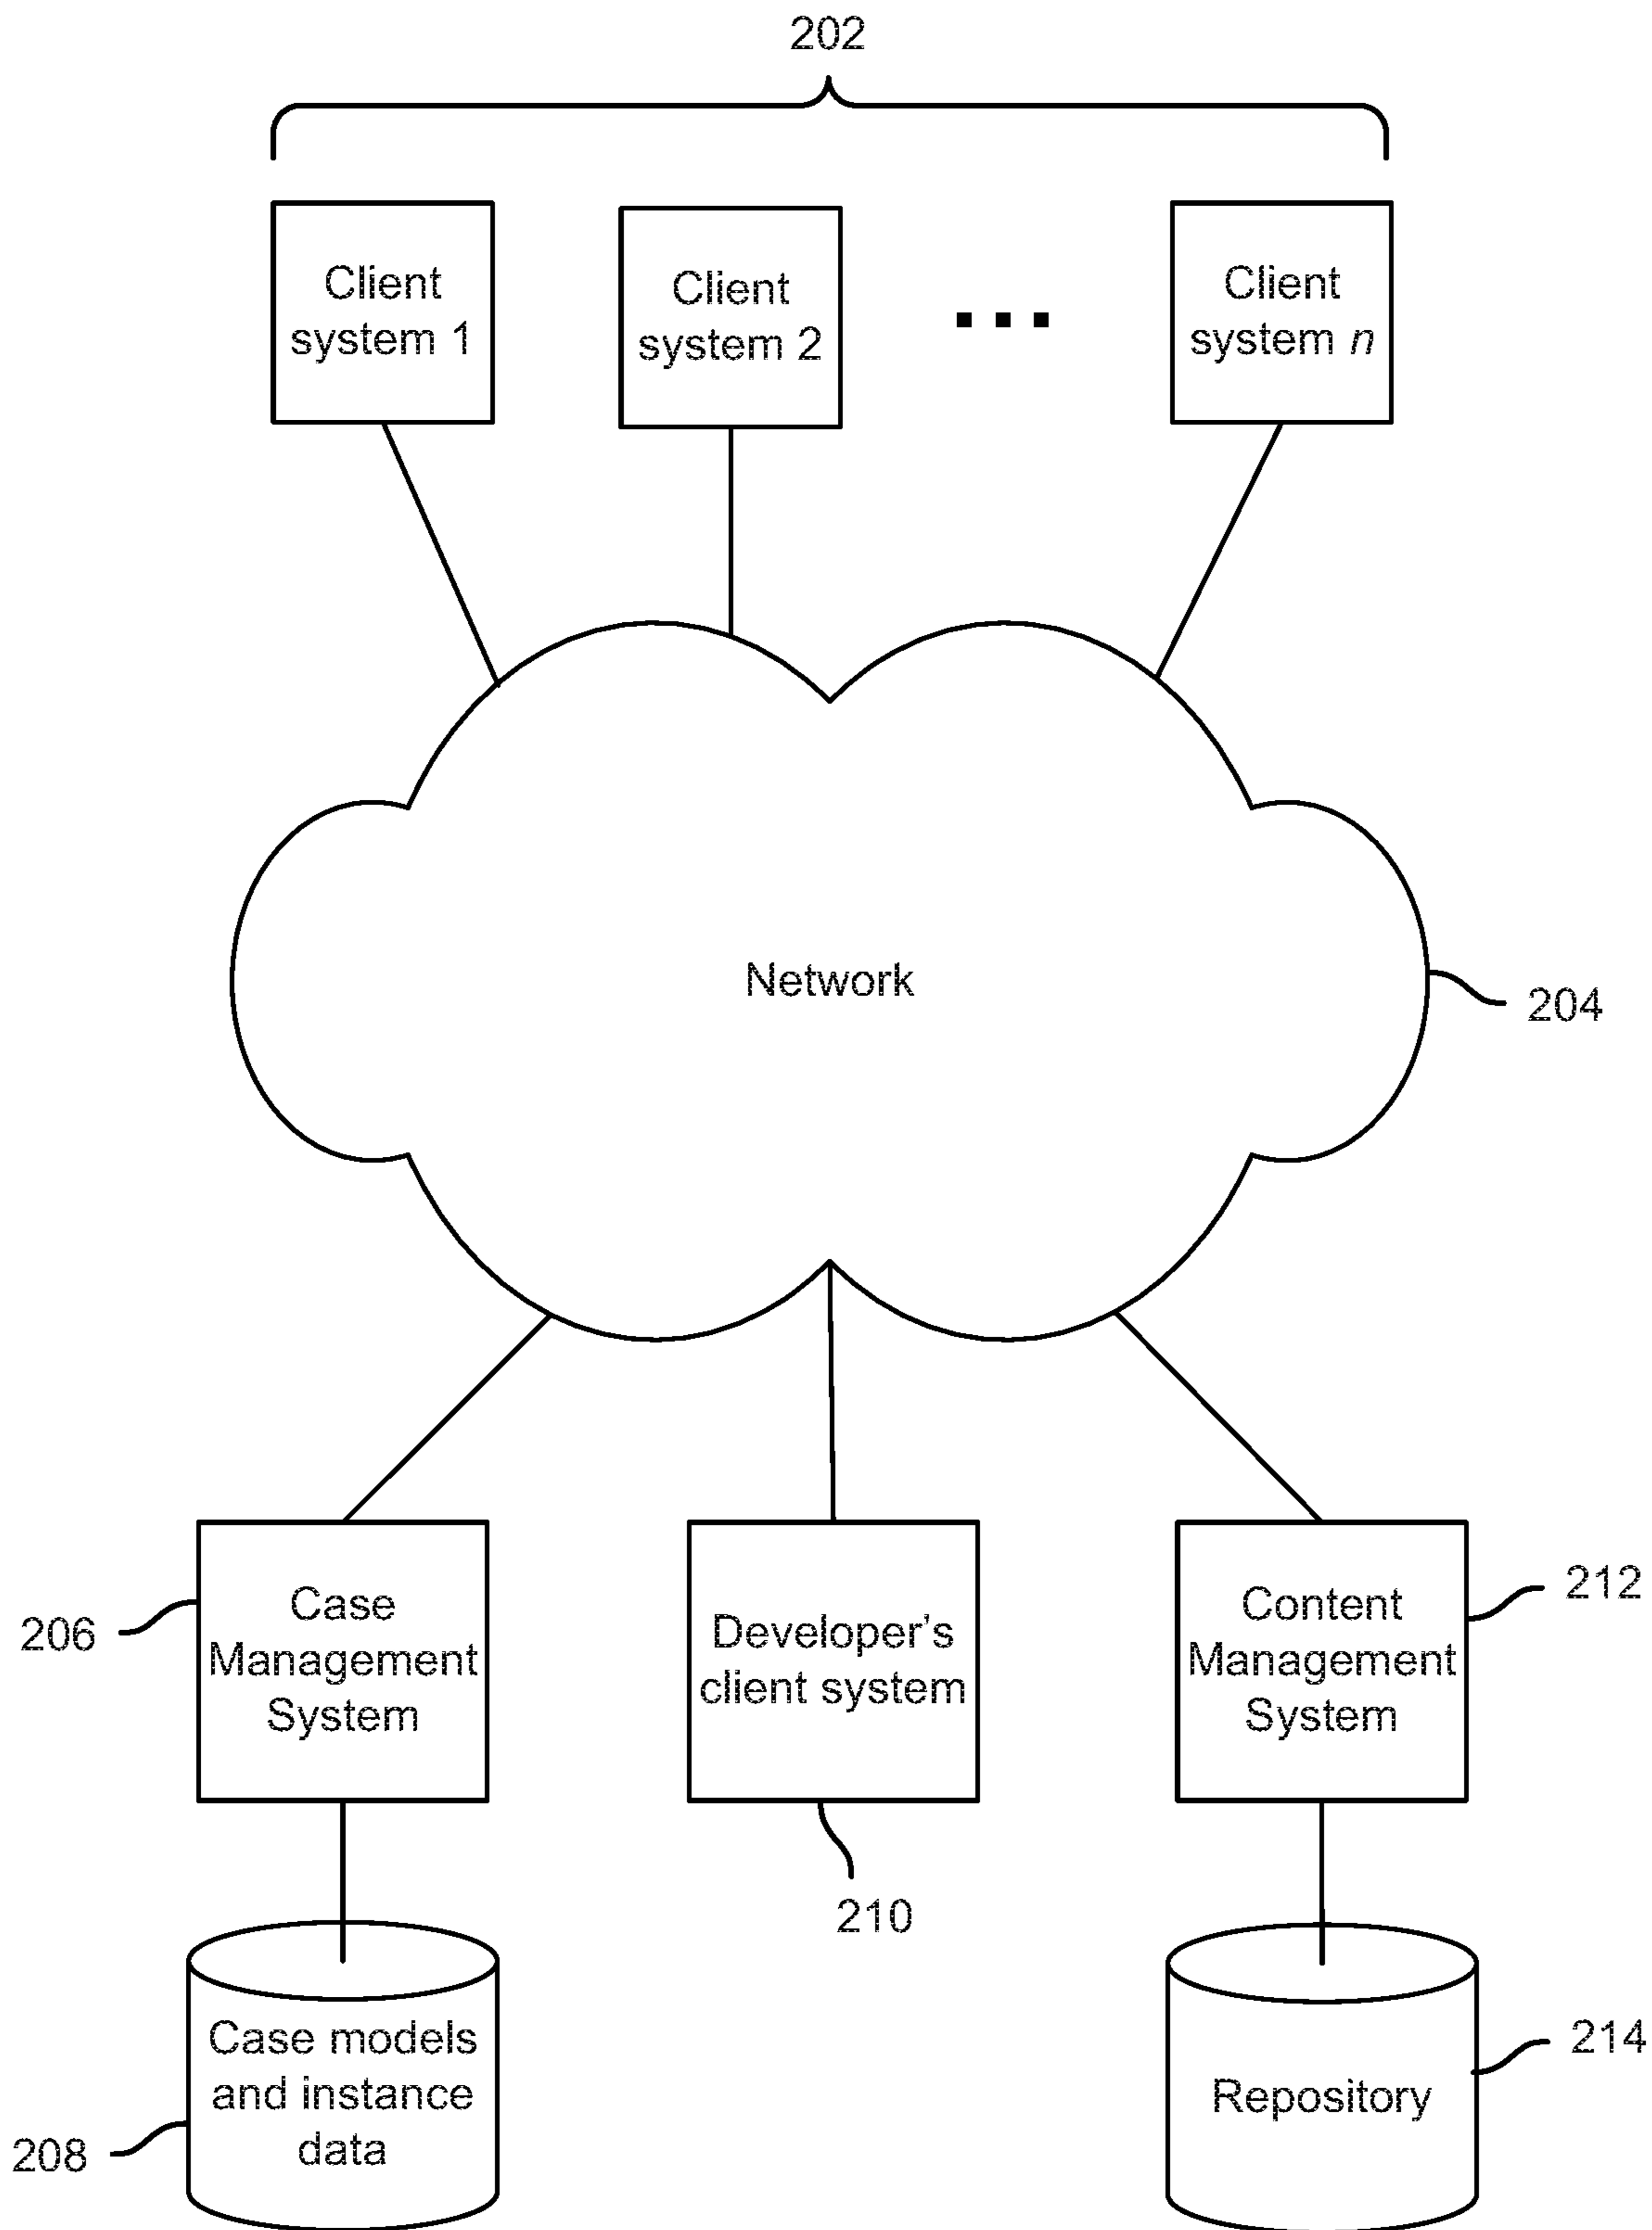 202
Client
system 1
Client
system 2
Client
system n
Network
204
206
Case
Management
System
Developer's
client system
Content
Management
System
212
210
208
Case models
and instance
data
Repository
214